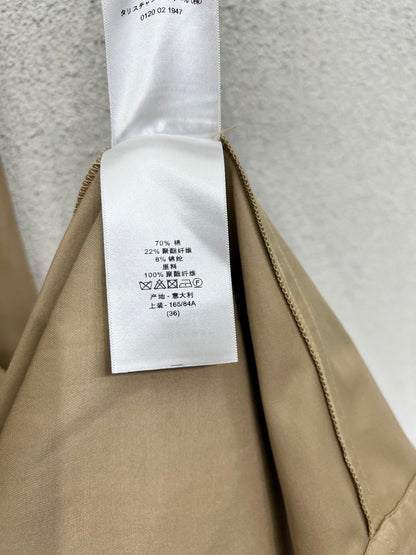 0120 02 1947
70% 棉
22% 聚酯纤维
8% 锦纶
里料
100% 聚酯纤维
产地 - 意大利
上装 - 165/84A
(36)